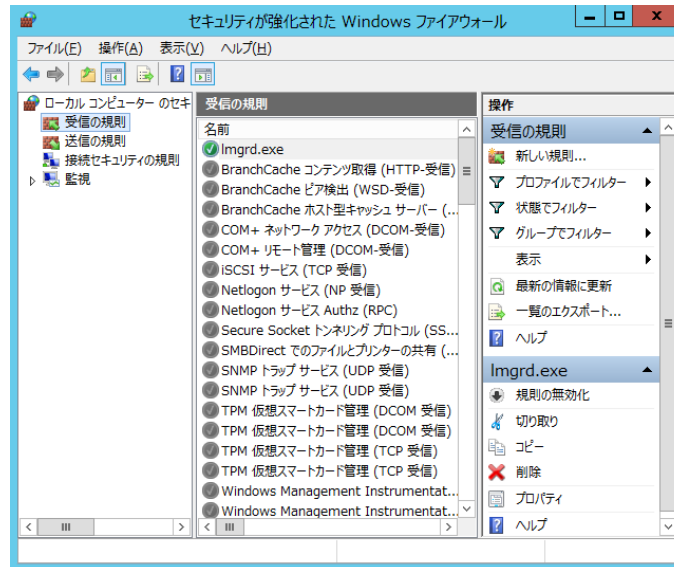 セキュリティが強化された Windows ファイアウォール
ファイル(F) 操作(A) 表示(V) ヘルプ(H)
ローカル コンピューター のセキ
受信の規則
送信の規則
接続セキュリティの規則
監視
受信の規則
名前
lmgrd.exe
BranchCache コンテンツ取得 (HTTP-受信)
BranchCache ピア検出 (WSD-受信)
BranchCache ホスト型キャッシュ サーバー (...
COM+ ネットワーク アクセス (DCOM-受信)
COM+ リモート管理 (DCOM-受信)
iSCSI サービス (TCP 受信)
Netlogon サービス (NP 受信)
Netlogon サービス Authz (RPC)
Secure Socket トンネリング プロトコル (SS...
SMBDirect でのファイルとプリンターの共有 (...
SNMP トラップ サービス (UDP 受信)
SNMP トラップ サービス (UDP 受信)
TPM 仮想スマートカード管理 (DCOM 受信)
TPM 仮想スマートカード管理 (DCOM 受信)
TPM 仮想スマートカード管理 (TCP 受信)
TPM 仮想スマートカード管理 (TCP 受信)
Windows Management Instrumentat...
Windows Management Instrumentat...
操作
受信の規則
新しい規則...
プロファイルでフィルター
状態でフィルター
グループでフィルター
表示
最新の情報に更新
一覧のエクスポート...
ヘルプ
lmgrd.exe
規則の無効化
切り取り
コピー
削除
プロパティ
ヘルプ